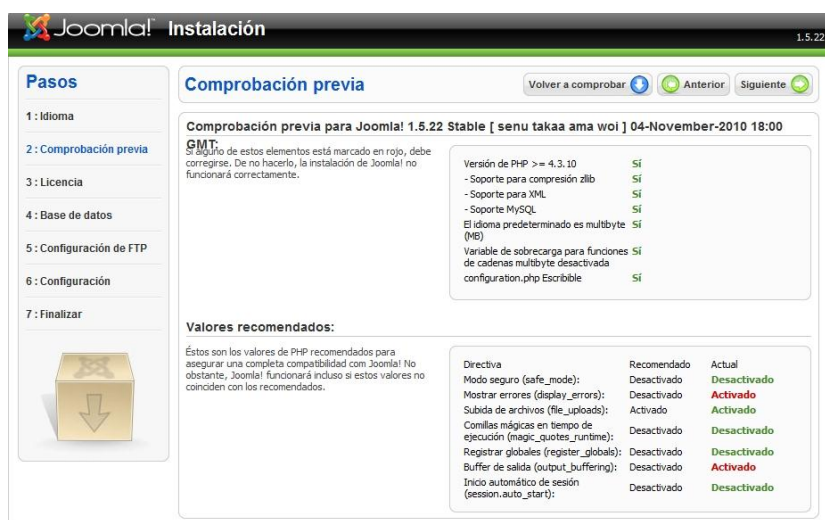 Joomla! Instalación
1.5.22
Pasos
1 : Idioma
2 : Comprobación previa
3 : Licencia
4 : Base de datos
5 : Configuración de FTP
6 : Configuración
7 : Finalizar
Comprobación previa
Volver a comprobar
Anterior
Siguiente
Comprobación previa para Joomla! 1.5.22 Stable [ senu takaa ama woi ] 04-November-2010 18:00
GMT:
Si alguno de estos elementos está marcado en rojo, debe
corregirse. De no hacerlo, la instalación de Joomla! no
funcionará correctamente.
Versión de PHP >= 4.3.10 Sí
- Soporte para compresión zlib Sí
- Soporte para XML Sí
- Soporte MySQL Sí
El idioma predeterminado es multibyte Sí
(MB)
Variable de sobrecarga para funciones Sí
de cadenas multibyte desactivada
configuration.php Escribible Sí
Valores recomendados:
Éstos son los valores de PHP recomendados para
asegurar una completa compatibilidad com Joomla! No
obstante, Joomla! funcionará incluso si estos valores no
coinciden con los recomendados.
Directiva Recomendado Actual
Modo seguro (safe_mode): Desactivado Desactivado
Mostrar errores (display_errors): Desactivado Activado
Subida de archivos (file_uploads): Activado Activado
Comillas mágicas en tiempo de
ejecución (magic_quotes_runtime): Desactivado Desactivado
Registrar globales (register_globals): Desactivado Desactivado
Buffer de salida (output_buffering): Desactivado Activado
Inicio automático de sesión
(session.auto_start): Desactivado Desactivado